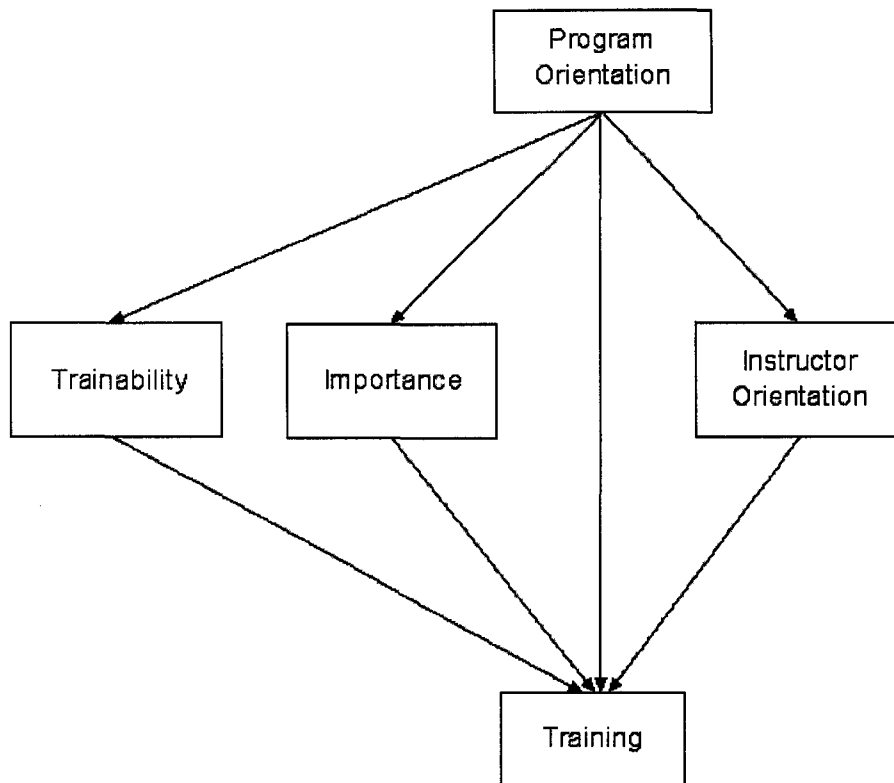 Program
Orientation
Trainability
Importance
Instructor
Orientation
Training